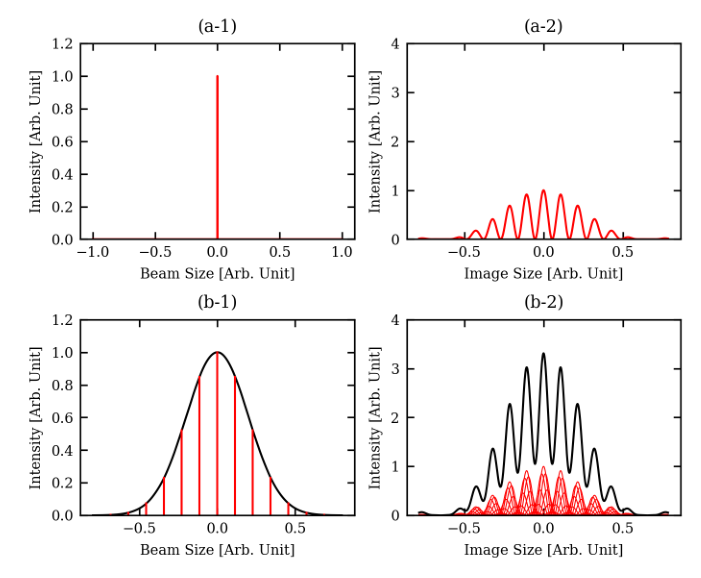 (a-1)
(a-2)
Intensity [Arb. Unit]
1.2
1.0
0.8
0.6
0.4
0.2
0.0
−1.0 −0.5 0.0 0.5 1.0
Beam Size [Arb. Unit]
Intensity [Arb. Unit]
4
3
2
1
0
−0.5 0.0 0.5
Image Size [Arb. Unit]
(b-1)
(b-2)
Intensity [Arb. Unit]
1.2
1.0
0.8
0.6
0.4
0.2
0.0
−0.5 0.0 0.5
Beam Size [Arb. Unit]
Intensity [Arb. Unit]
4
3
2
1
0
−0.5 0.0 0.5
Image Size [Arb. Unit]